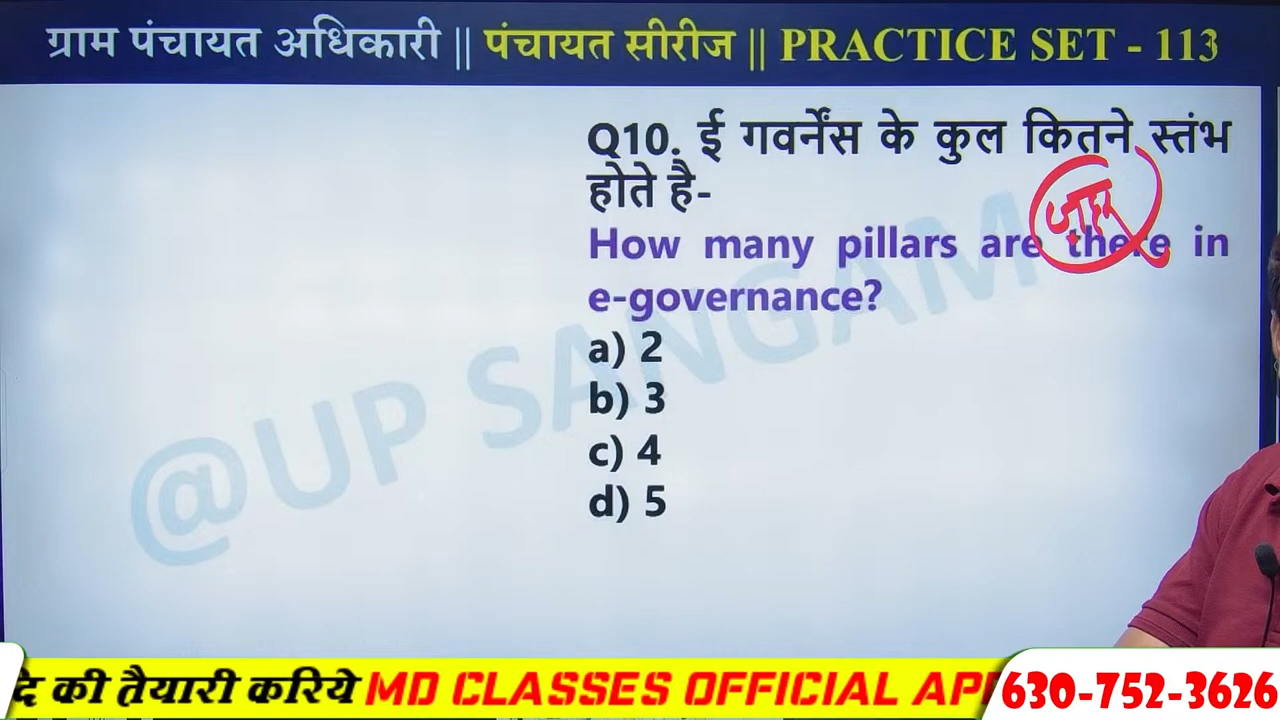 ग्राम पंचायत अधिकारी || पंचायत सीरीज || PRACTICE SET - 113
Q10. ई गवर्नेंस के कुल कितने स्तंभ
होते है-
How many pillars are there in
e-governance?
a) 2
b) 3
c) 4
d) 5
@UP SANGAM
की तैयारी करिये MD CLASSES OFFICIAL
630-752-3626